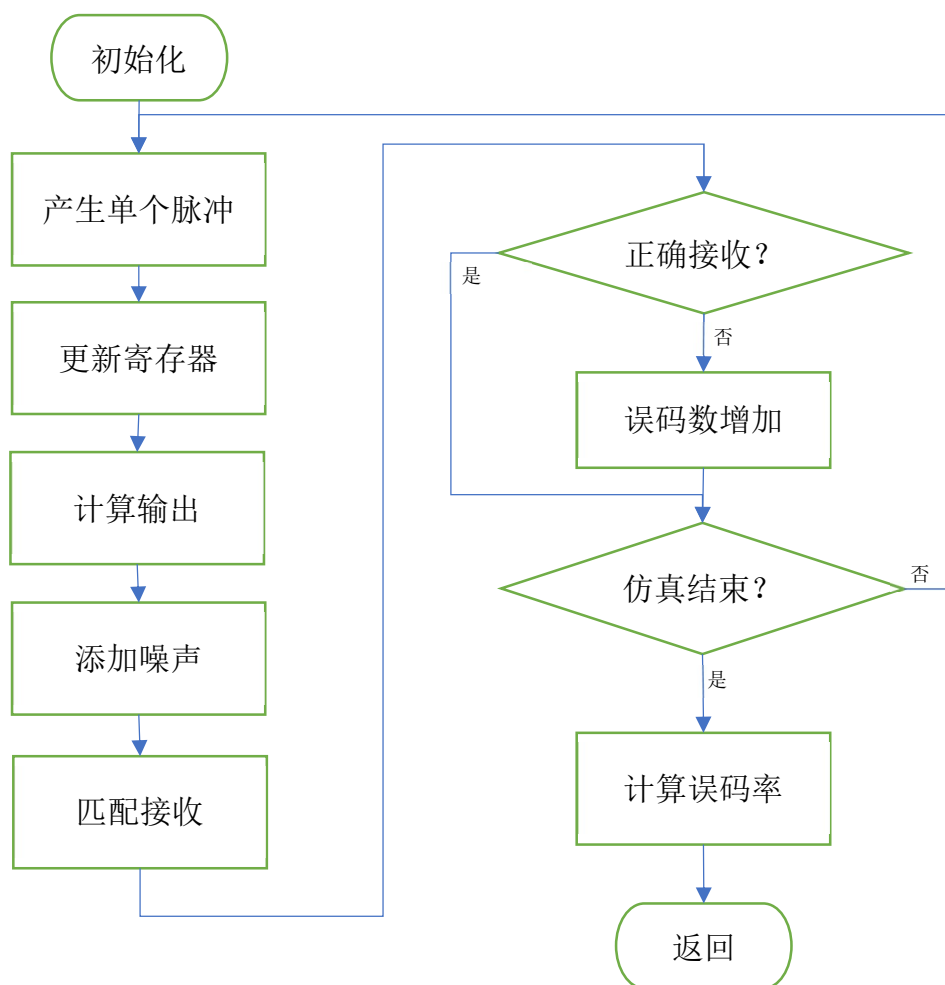 初始化
产生单个脉冲
更新寄存器
计算输出
添加噪声
匹配接收
正确接收？
是
否
误码数增加
仿真结束？
否
是
计算误码率
返回